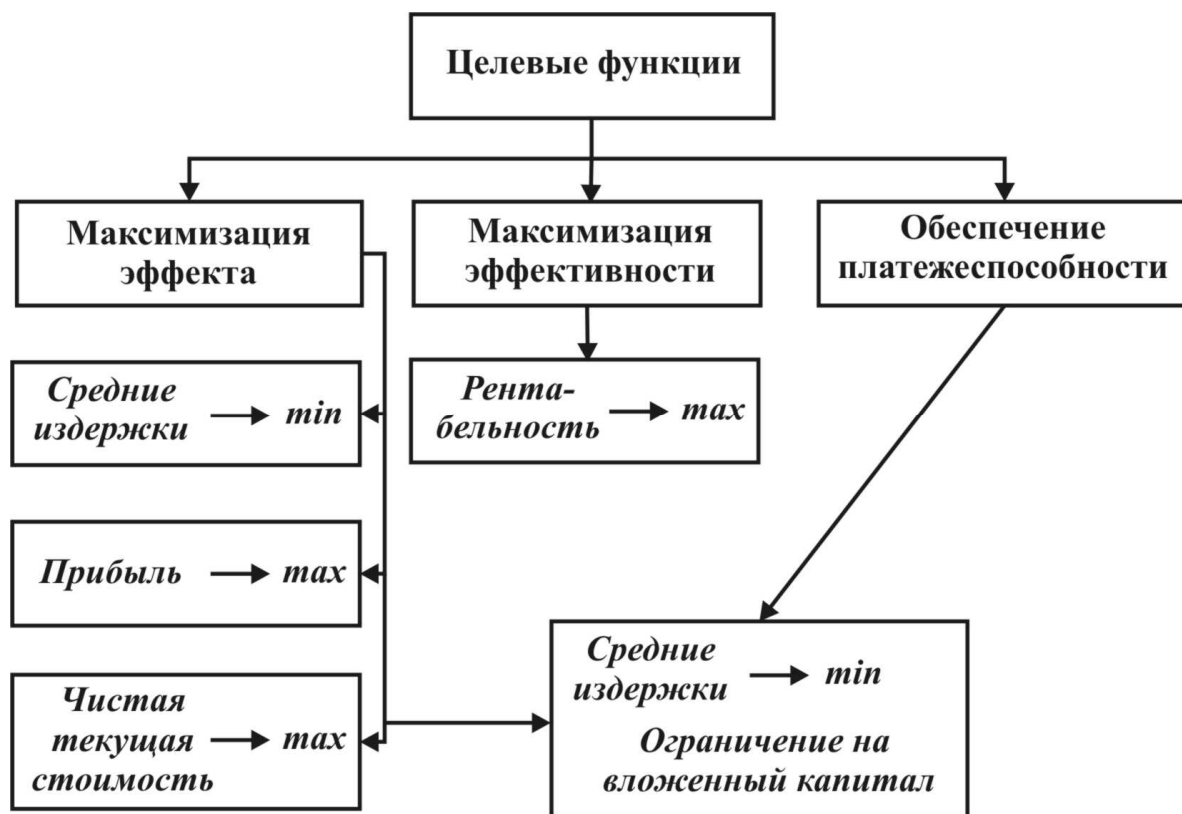 Целевые функции
Максимизация
эффекта
Максимизация
эффективности
Обеспечение
платежеспособности
Средние
издержки → min
Рента-
бельность → max
Прибыль → max
Чистая
текущая → max
стоимость
Средние
издержки → min
Ограничение на
вложенный капитал